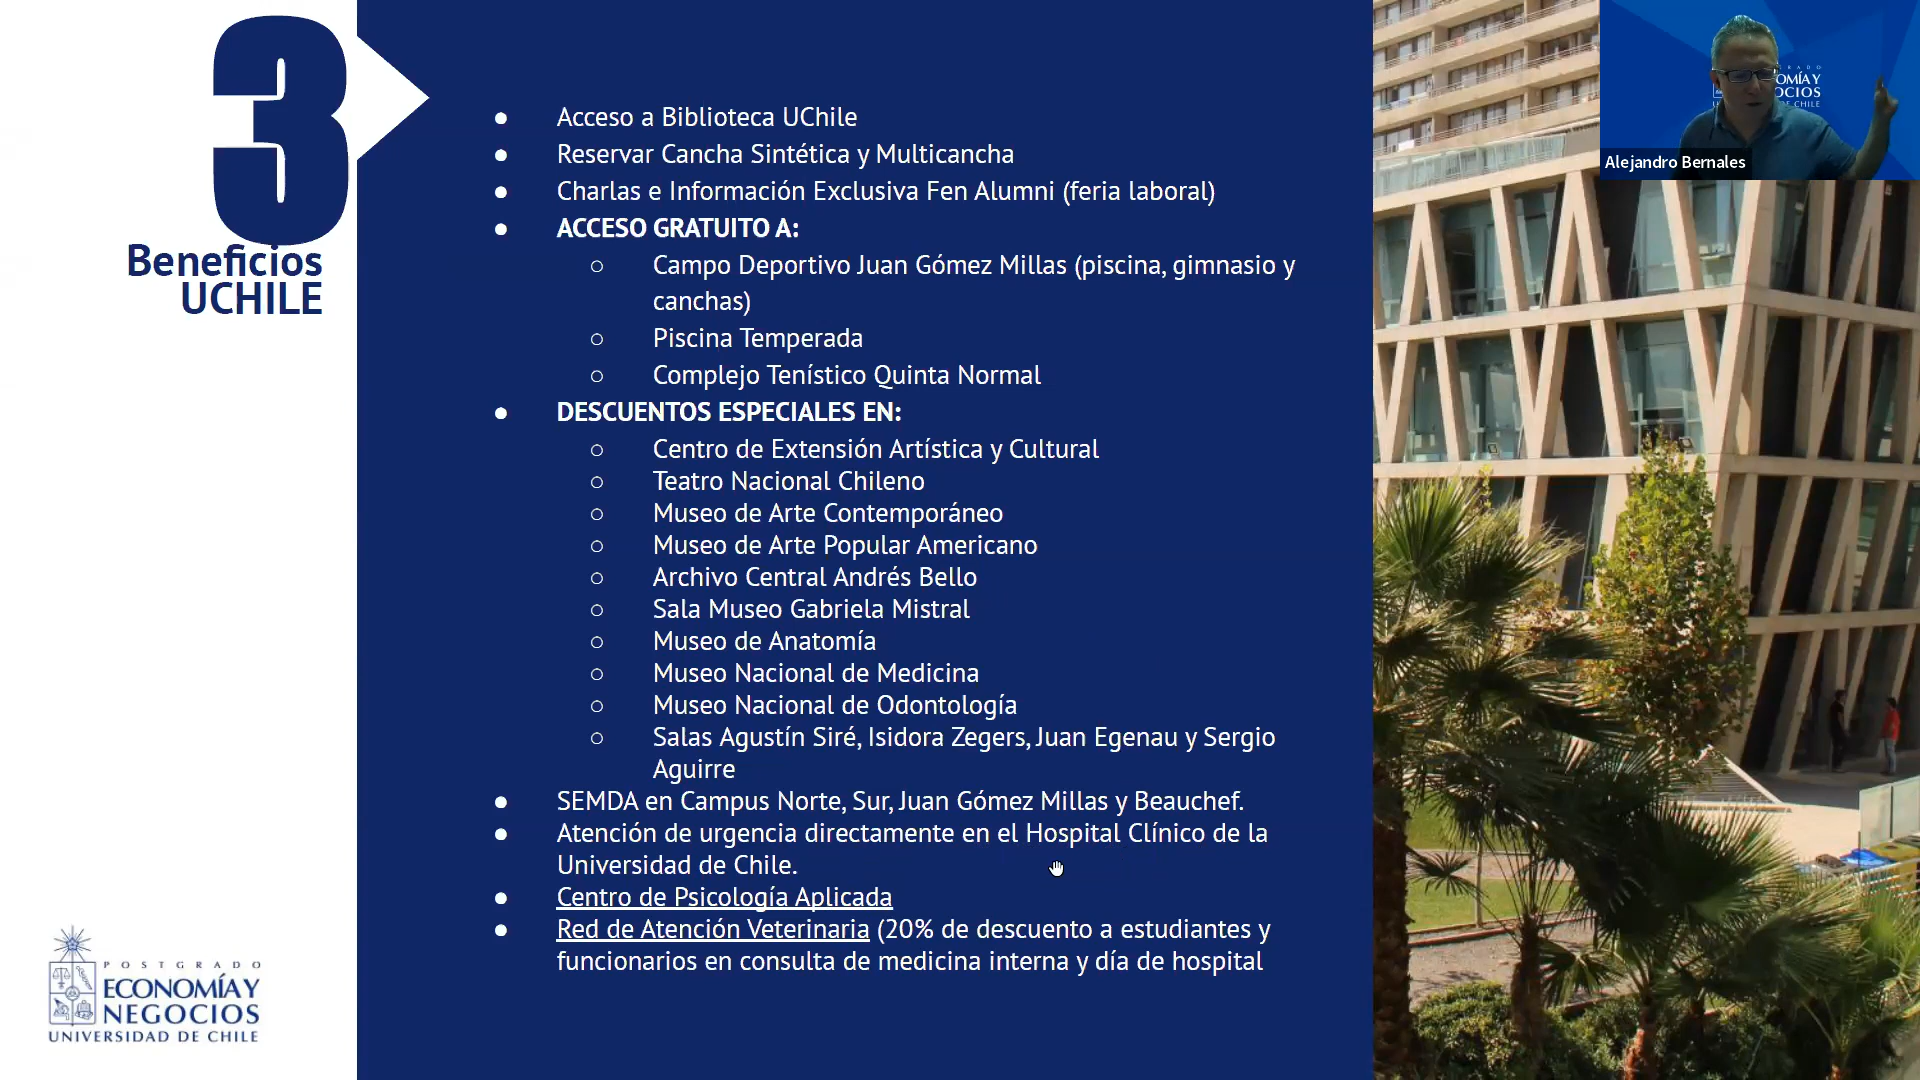 3
Beneficios
UCHILE
Acceso a Biblioteca UChile
Reservar Cancha Sintética y Multicancha
Charlas e Información Exclusiva Fen Alumni (feria laboral)
ACCESO GRATUITO A:
Campo Deportivo Juan Gómez Millas (piscina, gimnasio y
canchas)
Piscina Temperada
Complejo Tenístico Quinta Normal
DESCUENTOS ESPECIALES EN:
Centro de Extensión Artística y Cultural
Teatro Nacional Chileno
Museo de Arte Contemporáneo
Museo de Arte Popular Americano
Archivo Central Andrés Bello
Sala Museo Gabriela Mistral
Museo de Anatomía
Museo Nacional de Medicina
Museo Nacional de Odontología
Salas Agustín Siré, Isidora Zegers, Juan Egenau y Sergio
Aguirre
SEMDA en Campus Norte, Sur, Juan Gómez Millas y Beauchef.
Atención de urgencia directamente en el Hospital Clínico de la
Universidad de Chile.
Centro de Psicología Aplicada
Red de Atención Veterinaria (20% de descuento a estudiantes y
funcionarios en consulta de medicina interna y día de hospital
POSTGRADO
ECONOMÍA Y
NEGOCIOS
UNIVERSIDAD DE CHILE
Alejandro Bernales